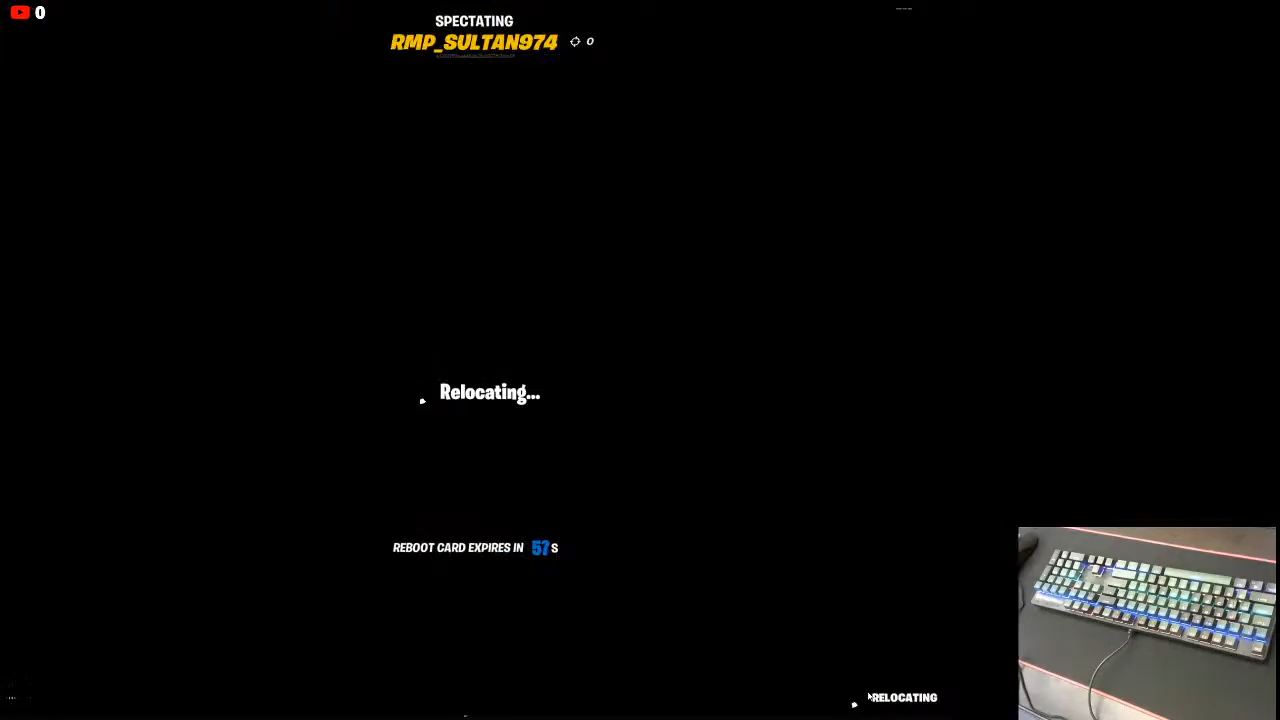 0
SPECTATING
RMP_SULTAN974 0
Relocating...
REBOOT CARD EXPIRES IN 57 S
RELOCATING